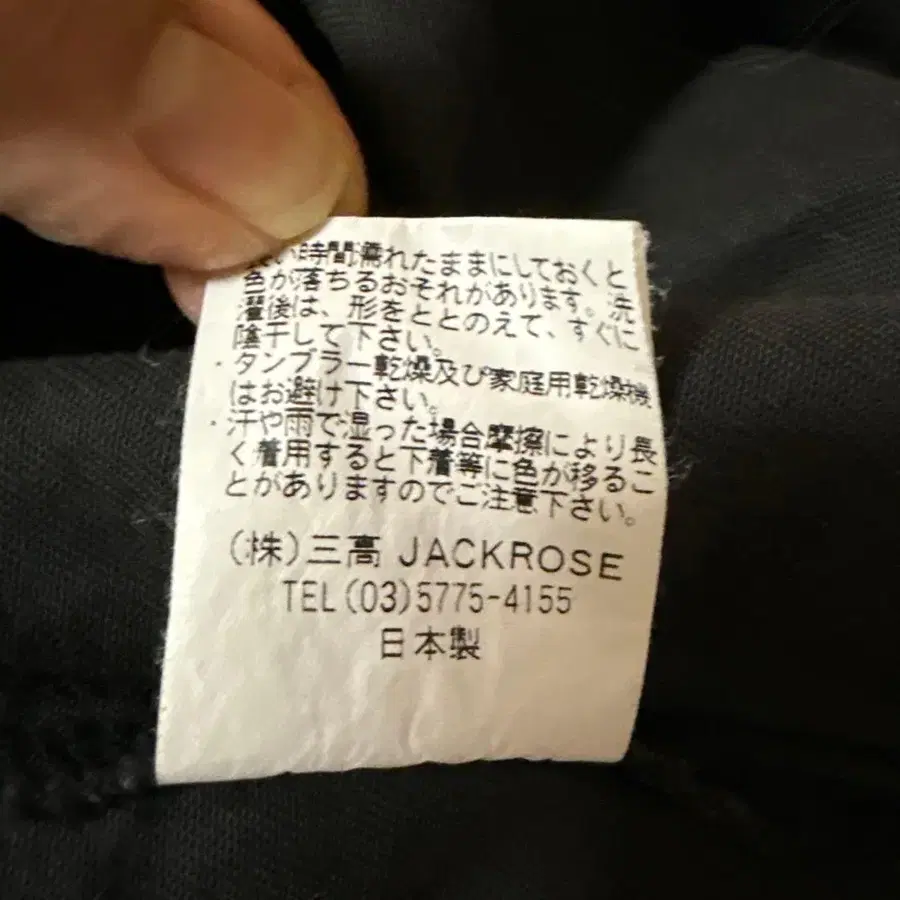 長い時間濡れたままにしておくと
色が落ちるおそれがあります。洗
濯後は、形をととのえて、すぐに
陰干して下さい。
・タンブラー乾燥及び家庭用乾燥機
はお避け下さい。
・汗や雨で湿った場合摩擦により長
く着用すると下着等に色が移るこ
とがありますのでご注意下さい。
(株)三高 JACKROSE
TEL(03)5775-4155
日本製